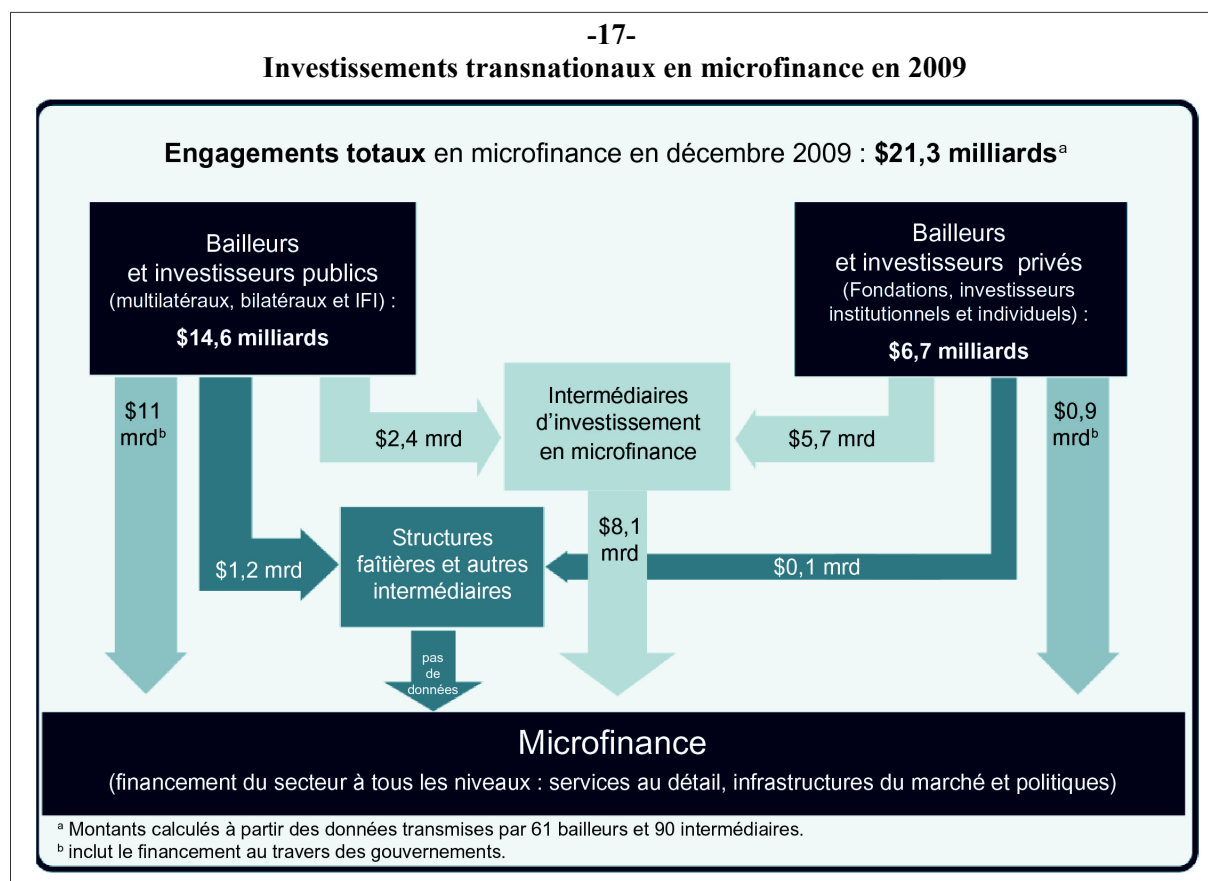 -17-
Investissements transnationaux en microfinance en 2009
Engagements totaux en microfinance en décembre 2009 : $21,3 milliardsᵃ
Bailleurs
et investisseurs publics
(multilatéraux, bilatéraux et IFI) :
$14,6 milliards
Bailleurs
et investisseurs privés
(Fondations, investisseurs
institutionnels et individuels) :
$6,7 milliards
$11
mrdᵇ
$2,4 mrd
Intermédiaires
d’investissement
en microfinance
$5,7 mrd
$0,9
mrdᵇ
$1,2 mrd
Structures
faîtières et autres
intermédiaires
$8,1
mrd
$0,1 mrd
pas
de
données
Microfinance
(financement du secteur à tous les niveaux : services au détail, infrastructures du marché et politiques)
ᵃ Montants calculés à partir des données transmises par 61 bailleurs et 90 intermédiaires.
ᵇ inclut le financement au travers des gouvernements.